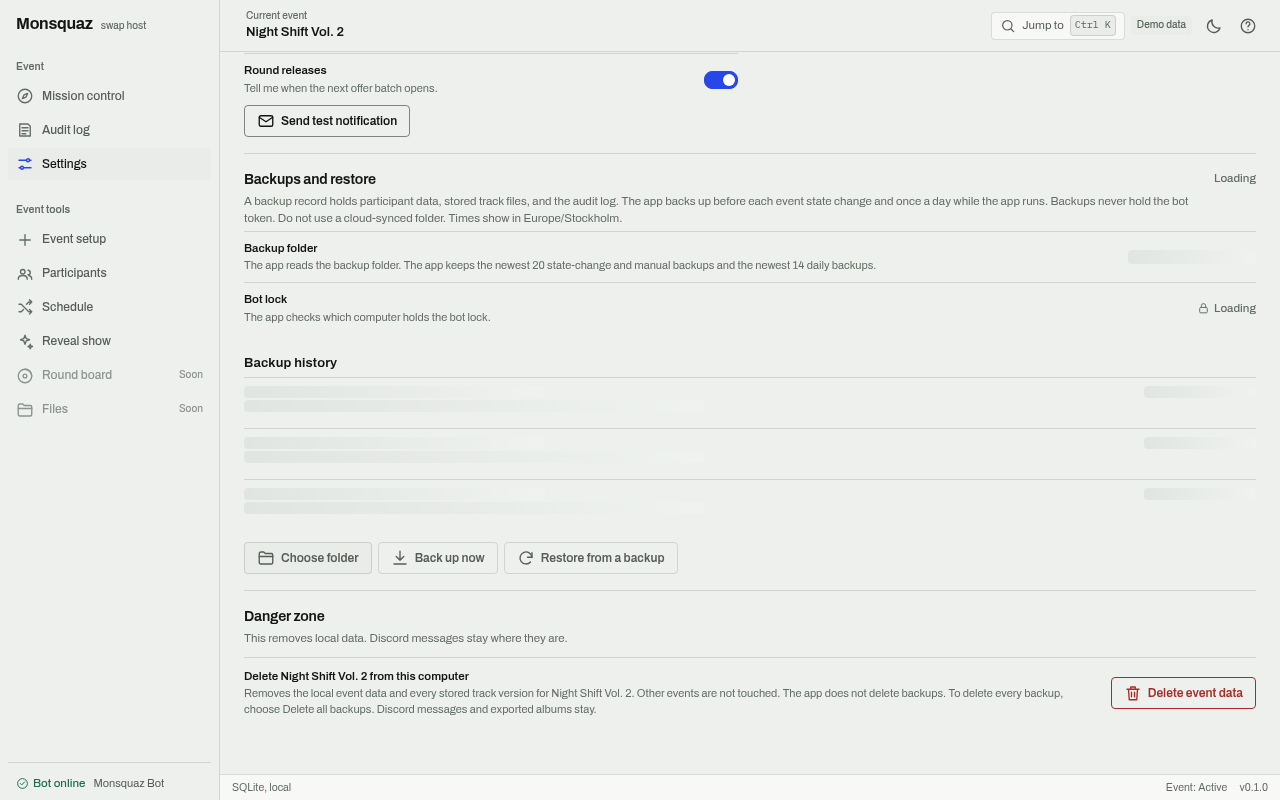 Monsquaz swap host
Event
Mission control
Audit log
Settings
Event tools
Event setup
Participants
Schedule
Reveal show
Round board Soon
Files Soon
Bot online Monsquaz Bot
Current event
Night Shift Vol. 2
Jump to Ctrl K
Demo data
Round releases
Tell me when the next offer batch opens.
Send test notification
Backups and restore
Loading
A backup record holds participant data, stored track files, and the audit log. The app backs up before each event state change and once a day while the app runs. Backups never hold the bot
token. Do not use a cloud-synced folder. Times show in Europe/Stockholm.
Backup folder
The app reads the backup folder. The app keeps the newest 20 state-change and manual backups and the newest 14 daily backups.
Bot lock
The app checks which computer holds the bot lock.
Loading
Backup history
Choose folder
Back up now
Restore from a backup
Danger zone
This removes local data. Discord messages stay where they are.
Delete Night Shift Vol. 2 from this computer
Removes the local event data and every stored track version for Night Shift Vol. 2. Other events are not touched. The app does not delete backups. To delete every backup,
choose Delete all backups. Discord messages and exported albums stay.
Delete event data
SQLite, local
Event: Active v0.1.0